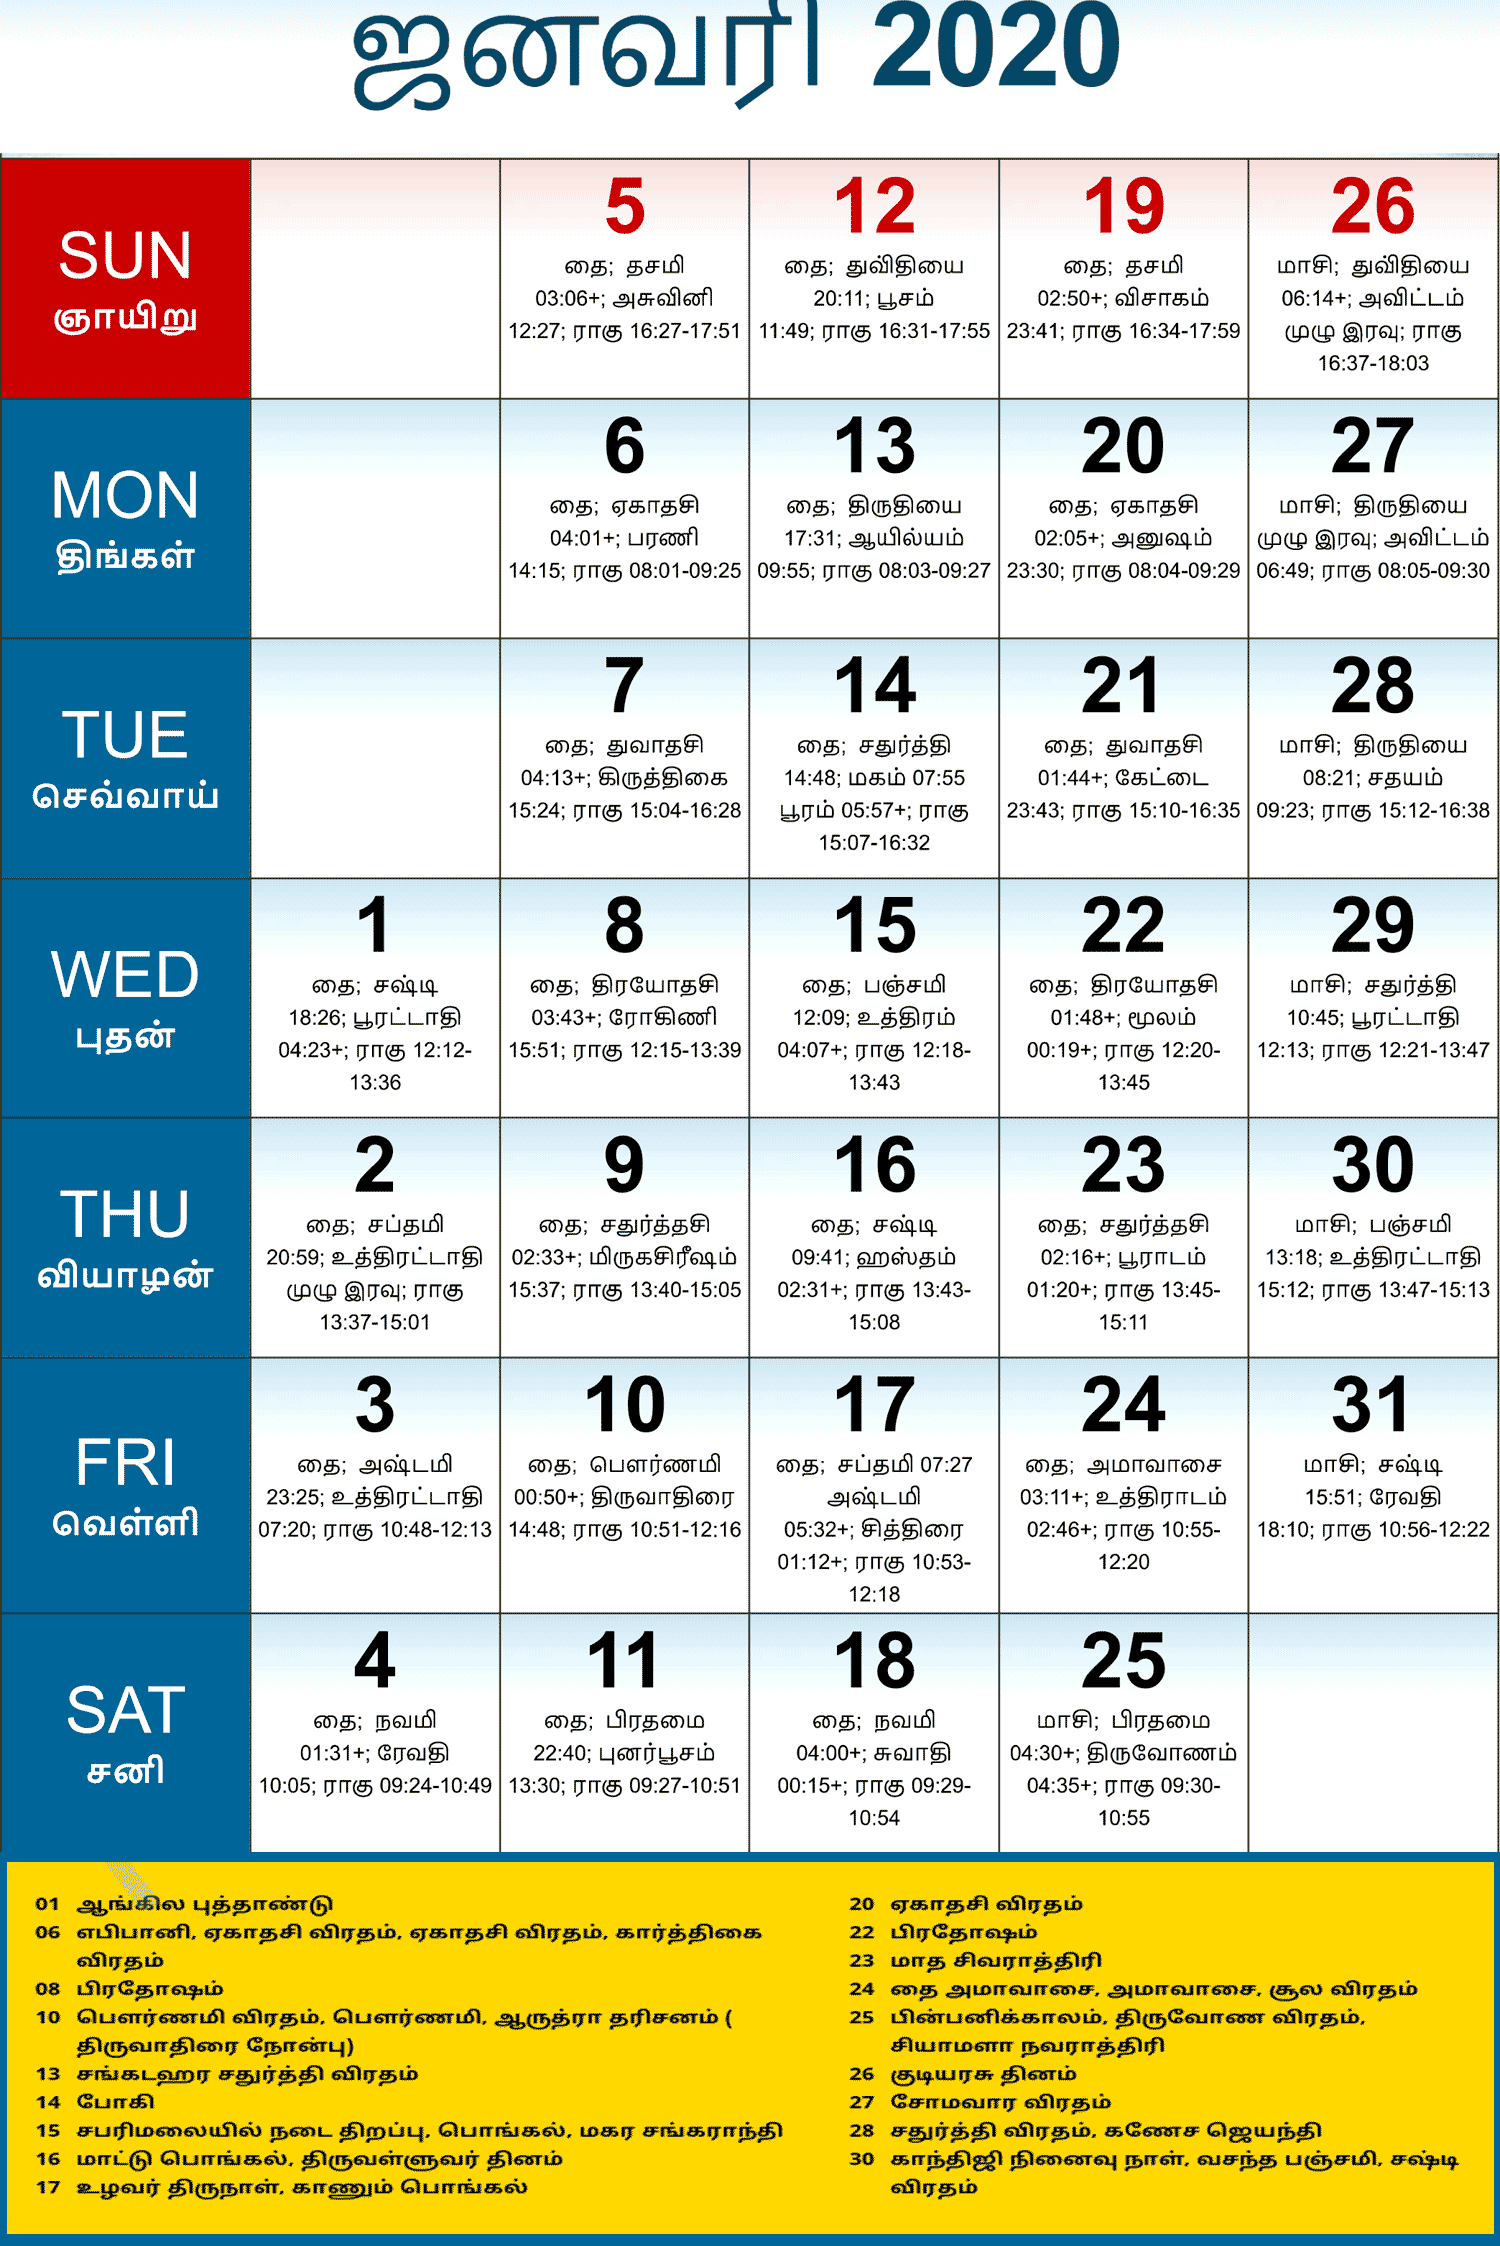 ஜனவரி 2020
SUN
ஞாயிறு
5
தை; தசமி
03:06+; அசுவினி
12:27; ராகு 16:27-17:51
12
தை; துவிதியை
20:11; பூசம்
11:49; ராகு 16:31-17:55
19
தை; தசமி
02:50+; விசாகம்
23:41; ராகு 16:34-17:59
26
மாசி; துவிதியை
06:14+; அவிட்டம்
முழு இரவு; ராகு
16:37-18:03
MON
திங்கள்
6
தை; ஏகாதசி
04:01+; பரணி
14:15; ராகு 08:01-09:25
13
தை; திருதியை
17:31; ஆயில்யம்
09:55; ராகு 08:03-09:27
20
தை; ஏகாதசி
02:05+; அனுஷம்
23:30; ராகு 08:04-09:29
27
மாசி; திருதியை
முழு இரவு; அவிட்டம்
06:49; ராகு 08:05-09:30
TUE
செவ்வாய்
7
தை; துவாதசி
04:13+; கிருத்திகை
15:24; ராகு 15:04-16:28
14
தை; சதுர்த்தி
14:48; மகம் 07:55
பூரம் 05:57+; ராகு
15:07-16:32
21
தை; துவாதசி
01:44+; கேட்டை
23:43; ராகு 15:10-16:35
28
மாசி; திருதியை
08:21; சதயம்
09:23; ராகு 15:12-16:38
WED
புதன்
1
தை; சஷ்டி
18:26; பூரட்டாதி
04:23+; ராகு 12:12-
13:36
8
தை; திரயோதசி
03:43+; ரோகிணி
15:51; ராகு 12:15-13:39
15
தை; பஞ்சமி
12:09; உத்திரம்
04:07+; ராகு 12:18-
13:43
22
தை; திரயோதசி
01:48+; மூலம்
00:19+; ராகு 12:20-
13:45
29
மாசி; சதுர்த்தி
10:45; பூரட்டாதி
12:13; ராகு 12:21-13:47
THU
வியாழன்
2
தை; சப்தமி
20:59; உத்திரட்டாதி
முழு இரவு; ராகு
13:37-15:01
9
தை; சதுர்த்தசி
02:33+; மிருகசிரீஷம்
15:37; ராகு 13:40-15:05
16
தை; சஷ்டி
09:41; ஹஸ்தம்
02:31+; ராகு 13:43-
15:08
23
தை; சதுர்த்தசி
02:16+; பூராடம்
01:20+; ராகு 13:45-
15:11
30
மாசி; பஞ்சமி
13:18; உத்திரட்டாதி
15:12; ராகு 13:47-15:13
FRI
வெள்ளி
3
தை; அஷ்டமி
23:25; உத்திரட்டாதி
07:20; ராகு 10:48-12:13
10
தை; பௌர்ணமி
00:50+; திருவாதிரை
14:48; ராகு 10:51-12:16
17
தை; சப்தமி 07:27
அஷ்டமி
05:32+; சித்திரை
01:12+; ராகு 10:53-
12:18
24
தை; அமாவாசை
03:11+; உத்திராடம்
02:46+; ராகு 10:55-
12:20
31
மாசி; சஷ்டி
15:51; ரேவதி
18:10; ராகு 10:56-12:22
SAT
சனி
4
தை; நவமி
01:31+; ரேவதி
10:05; ராகு 09:24-10:49
11
தை; பிரதமை
22:40; புனர்பூசம்
13:30; ராகு 09:27-10:51
18
தை; நவமி
04:00+; சுவாதி
00:15+; ராகு 09:29-
10:54
25
மாசி; பிரதமை
04:30+; திருவோணம்
04:35+; ராகு 09:30-
10:55
01 ஆங்கில புத்தாண்டு
06 எபிபானி, ஏகாதசி விரதம், ஏகாதசி விரதம், கார்த்திகை
விரதம்
08 பிரதோஷம்
10 பௌர்ணமி விரதம், பௌர்ணமி, ஆருத்ரா தரிசனம் (
திருவாதிரை நோன்பு)
13 சங்கடஹர சதுர்த்தி விரதம்
14 போகி
15 சபரிமலையில் நடை திறப்பு, பொங்கல், மகர சங்கராந்தி
16 மாட்டு பொங்கல், திருவள்ளுவர் தினம்
17 உழவர் திருநாள், காணும் பொங்கல்
20 ஏகாதசி விரதம்
22 பிரதோஷம்
23 மாத சிவராத்திரி
24 தை அமாவாசை, அமாவாசை, சூல விரதம்
25 பின்பனிக்காலம், திருவோண விரதம்,
சியாமளா நவராத்திரி
26 குடியரசு தினம்
27 சோமவார விரதம்
28 சதுர்த்தி விரதம், கணேச ஜெயந்தி
30 காந்திஜி நினைவு நாள், வசந்த பஞ்சமி, சஷ்டி
விரதம்